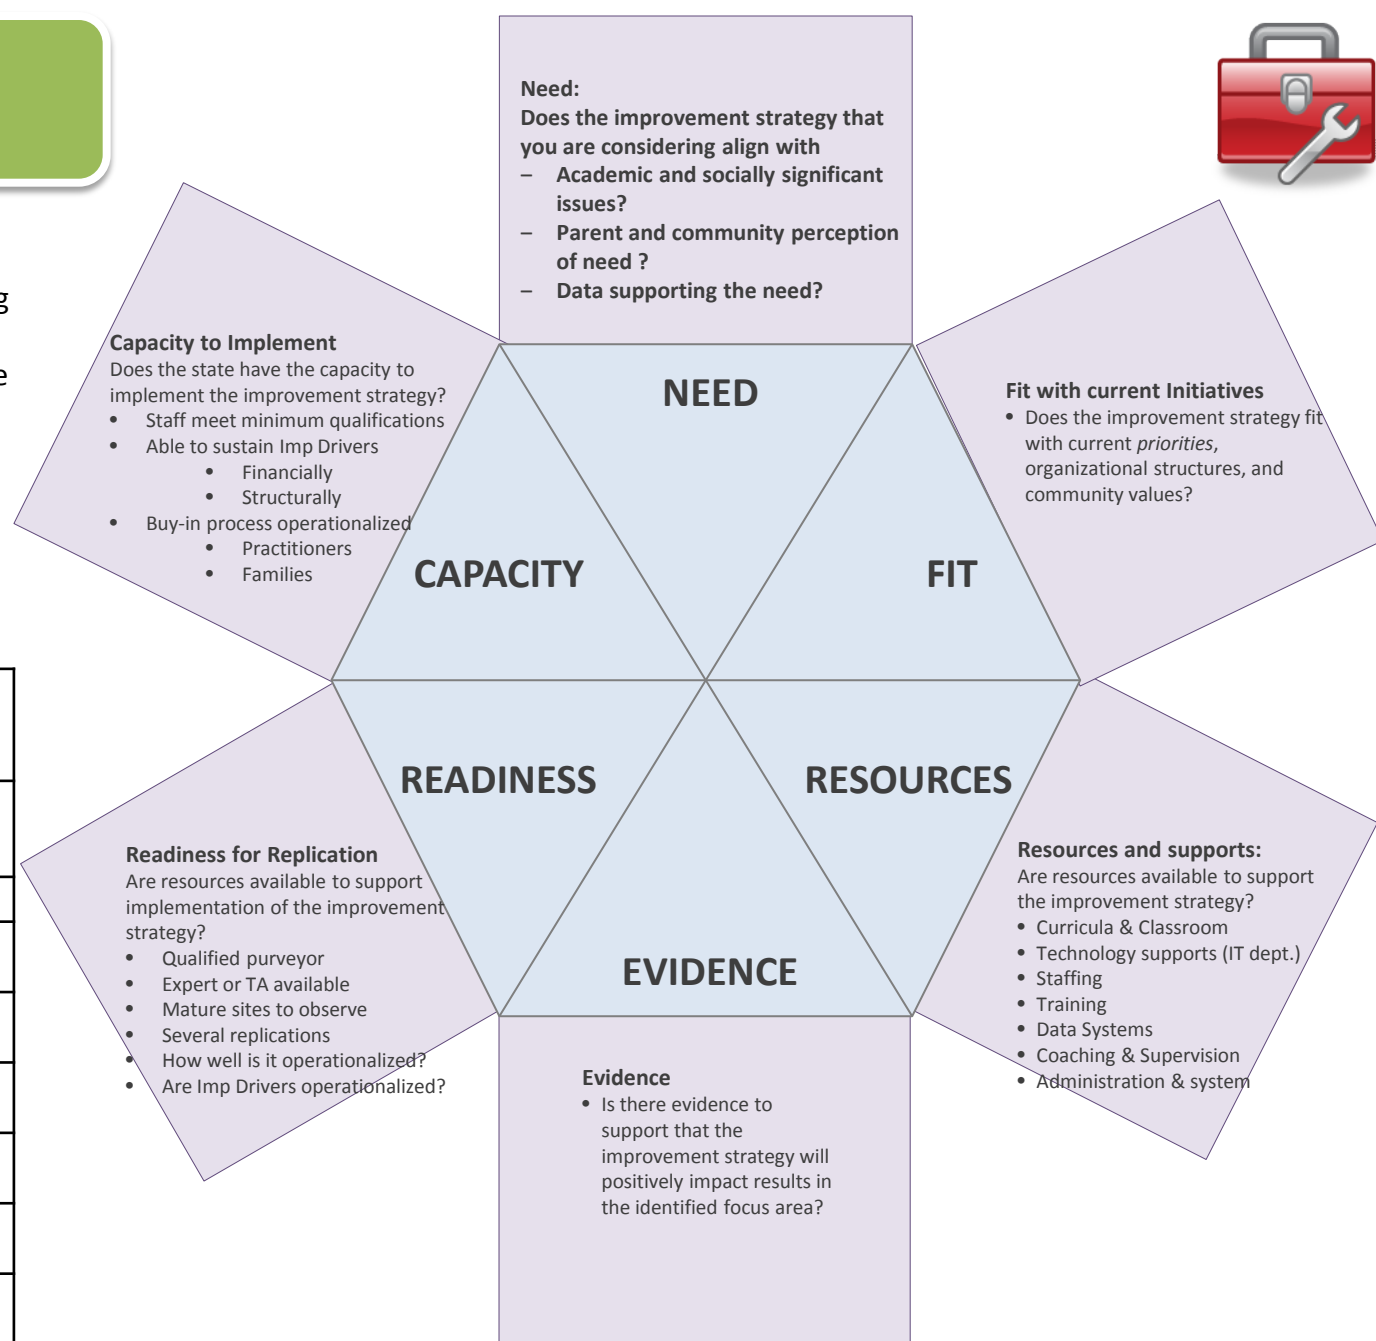 Need:
Does the improvement strategy that
you are considering align with
– Academic and socially significant
issues?
– Parent and community perception
of need ?
– Data supporting the need?
g
e
Capacity to Implement
Does the state have the capacity to
implement the improvement strategy?
• Staff meet minimum qualifications
• Able to sustain Imp Drivers
• Financially
• Structurally
• Buy-in process operationalized
• Practitioners
• Families
Fit with current Initiatives
• Does the improvement strategy fit
with current priorities,
organizational structures, and
community values?
NEED
CAPACITY
FIT
READINESS
RESOURCES
EVIDENCE
Readiness for Replication
Are resources available to support
implementation of the improvement
strategy?
• Qualified purveyor
• Expert or TA available
• Mature sites to observe
• Several replications
• How well is it operationalized?
• Are Imp Drivers operationalized?
Resources and supports:
Are resources available to support
the improvement strategy?
• Curricula & Classroom
• Technology supports (IT dept.)
• Staffing
• Training
• Data Systems
• Coaching & Supervision
• Administration & system
Evidence
• Is there evidence to
support that the
improvement strategy will
positively impact results in
the identified focus area?